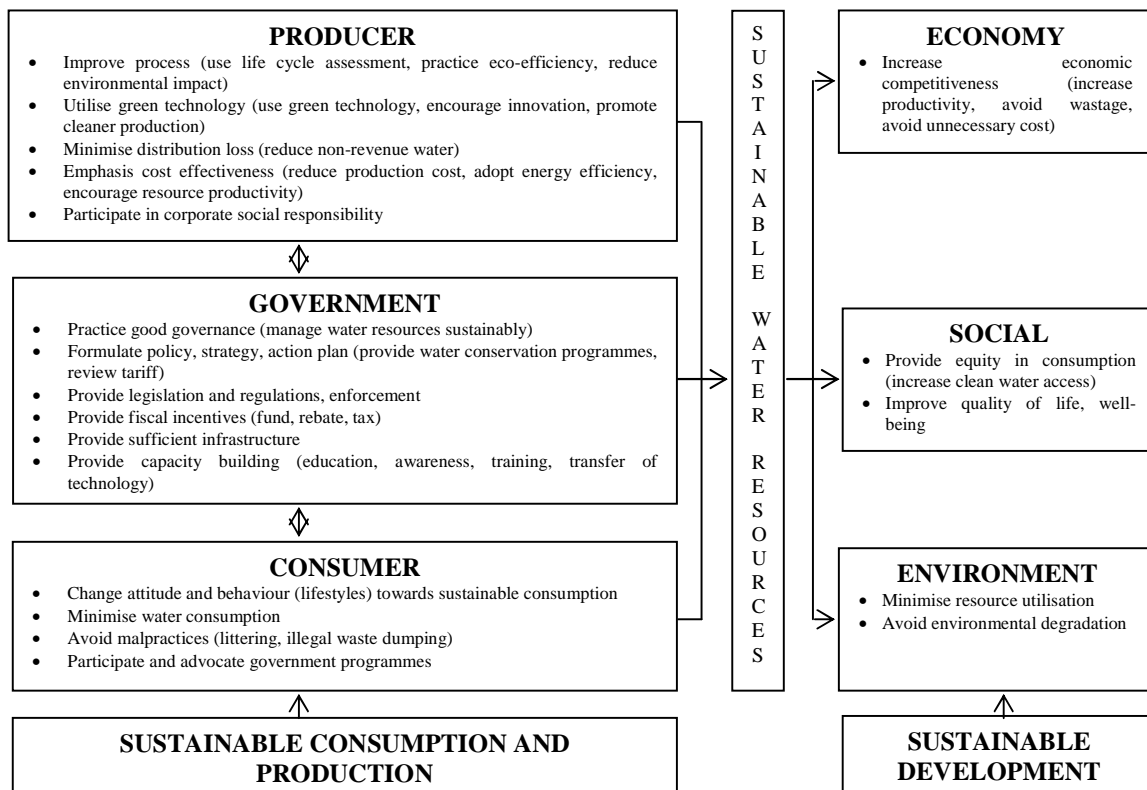 PRODUCER
• Improve process (use life cycle assessment, practice eco-efficiency, reduce
environmental impact)
• Utilise green technology (use green technology, encourage innovation, promote
cleaner production)
• Minimise distribution loss (reduce non-revenue water)
• Emphasis cost effectiveness (reduce production cost, adopt energy efficiency,
encourage resource productivity)
• Participate in corporate social responsibility
GOVERNMENT
• Practice good governance (manage water resources sustainably)
• Formulate policy, strategy, action plan (provide water conservation programmes,
review tariff)
• Provide legislation and regulations, enforcement
• Provide fiscal incentives (fund, rebate, tax)
• Provide sufficient infrastructure
• Provide capacity building (education, awareness, training, transfer of
technology)
CONSUMER
• Change attitude and behaviour (lifestyles) towards sustainable consumption
• Minimise water consumption
• Avoid malpractices (littering, illegal waste dumping)
• Participate and advocate government programmes
SUSTAINABLE CONSUMPTION AND
PRODUCTION
SUSTAINABLE WATER RESOURCES
ECONOMY
• Increase economic
competitiveness (increase
productivity, avoid wastage,
avoid unnecessary cost)
SOCIAL
• Provide equity in consumption
(increase clean water access)
• Improve quality of life, well-
being
ENVIRONMENT
• Minimise resource utilisation
• Avoid environmental degradation
SUSTAINABLE
DEVELOPMENT